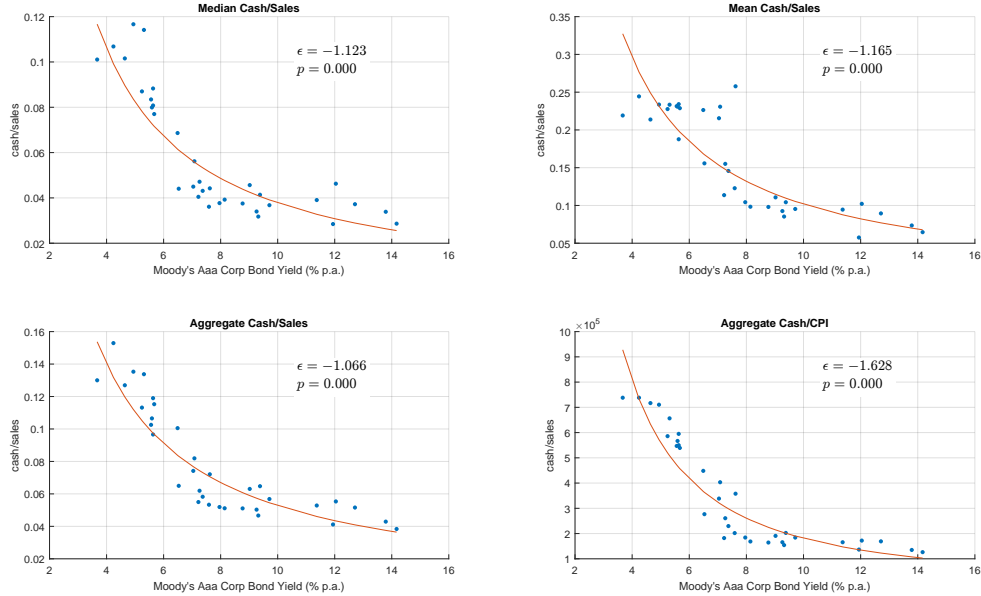 Median Cash/Sales
0.12
0.1
0.08
0.06
0.04
0.02
cash/sales
ϵ = −1.123
p = 0.000
2 4 6 8 10 12 14 16
Moody's Aaa Corp Bond Yield (% p.a.)
Mean Cash/Sales
0.35
0.3
0.25
0.2
0.15
0.1
0.05
cash/sales
ϵ = −1.165
p = 0.000
2 4 6 8 10 12 14 16
Moody's Aaa Corp Bond Yield (% p.a.)
Aggregate Cash/Sales
0.16
0.14
0.12
0.1
0.08
0.06
0.04
0.02
cash/sales
ϵ = −1.066
p = 0.000
2 4 6 8 10 12 14 16
Moody's Aaa Corp Bond Yield (% p.a.)
Aggregate Cash/CPI
×10⁵
10
9
8
7
6
5
4
3
2
1
cash/sales
ϵ = −1.628
p = 0.000
2 4 6 8 10 12 14 16
Moody's Aaa Corp Bond Yield (% p.a.)